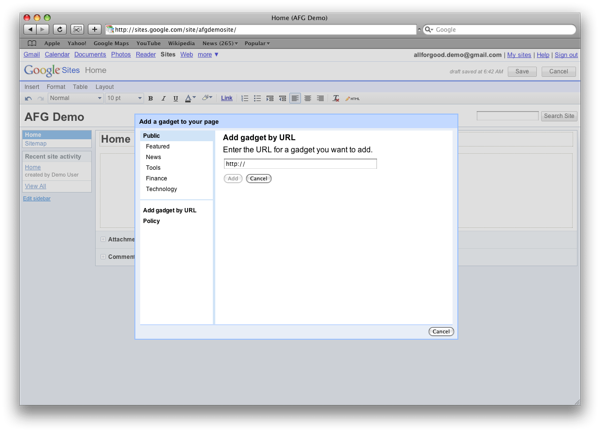 Home (AFG Demo)
http://sites.google.com/site/afgdemosite/
Google
Apple Yahoo! Google Maps YouTube Wikipedia News (265) Popular
Gmail Calendar Documents Photos Reader Sites Web more ▼
allforgood.demo@gmail.com | My sites | Help | Sign out
Google Sites Home
draft saved at 6:42 AM Save Cancel
Insert Format Table Layout
Normal 10 pt B I U A Link HTML
AFG Demo
Search Site
Add a gadget to your page
Home
Sitemap
Recent site activity
Home
created by Demo User
View All
Edit sidebar
Home
Public
Featured
News
Tools
Finance
Technology
Add gadget by URL
Policy
Add gadget by URL
Enter the URL for a gadget you want to add.
http://
Add Cancel
Attachme
Commen
Cancel